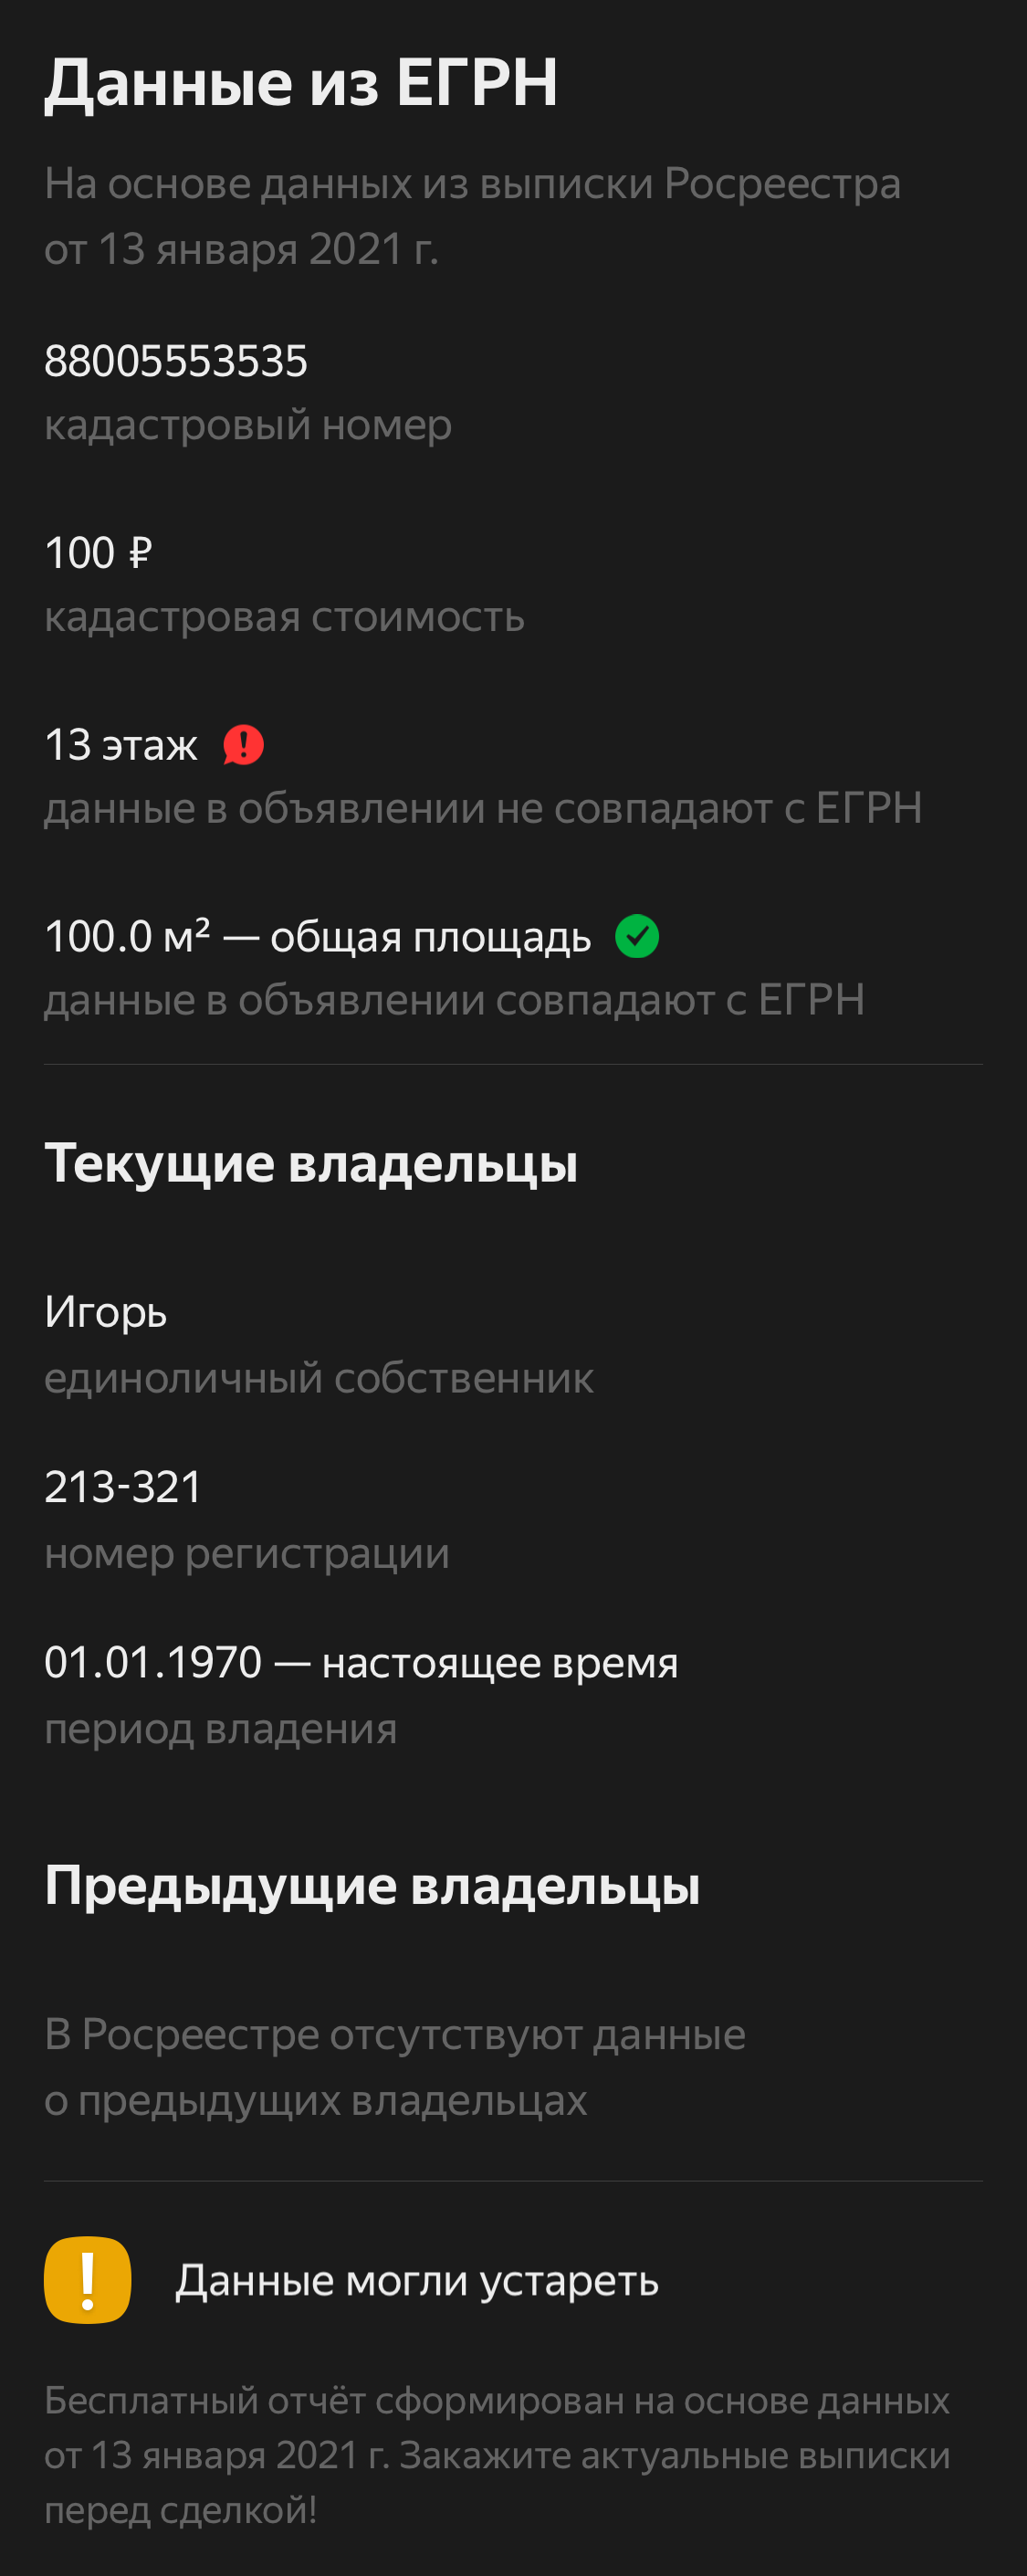 Данные из ЕГРН
На основе данных из выписки Росреестра
от 13 января 2021 г.
88005553535
кадастровый номер
100 ₽
кадастровая стоимость
13 этаж
данные в объявлении не совпадают с ЕГРН
100.0 м² — общая площадь
данные в объявлении совпадают с ЕГРН
Текущие владельцы
Игорь
единоличный собственник
213-321
номер регистрации
01.01.1970 — настоящее время
период владения
Предыдущие владельцы
В Росреестре отсутствуют данные
о предыдущих владельцах
Данные могли устареть
Бесплатный отчёт сформирован на основе данных
от 13 января 2021 г. Закажите актуальные выписки
перед сделкой!